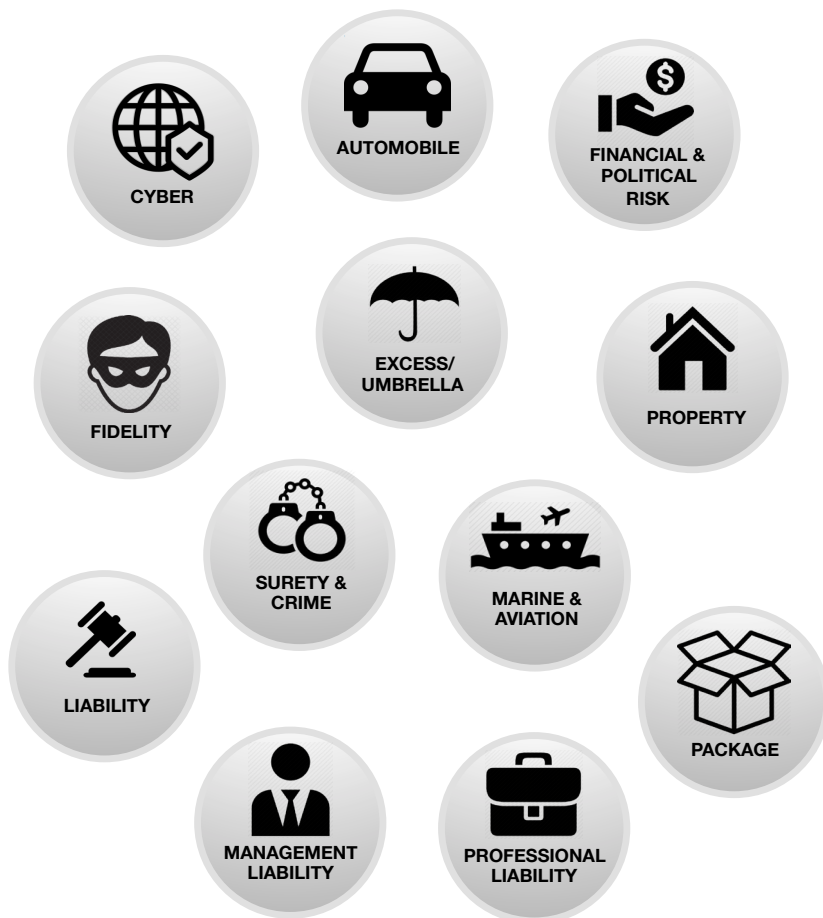 CYBER
AUTOMOBILE
FINANCIAL &
POLITICAL
RISK
FIDELITY
EXCESS/
UMBRELLA
PROPERTY
SURETY &
CRIME
MARINE &
AVIATION
LIABILITY
PACKAGE
MANAGEMENT
LIABILITY
PROFESSIONAL
LIABILITY
$